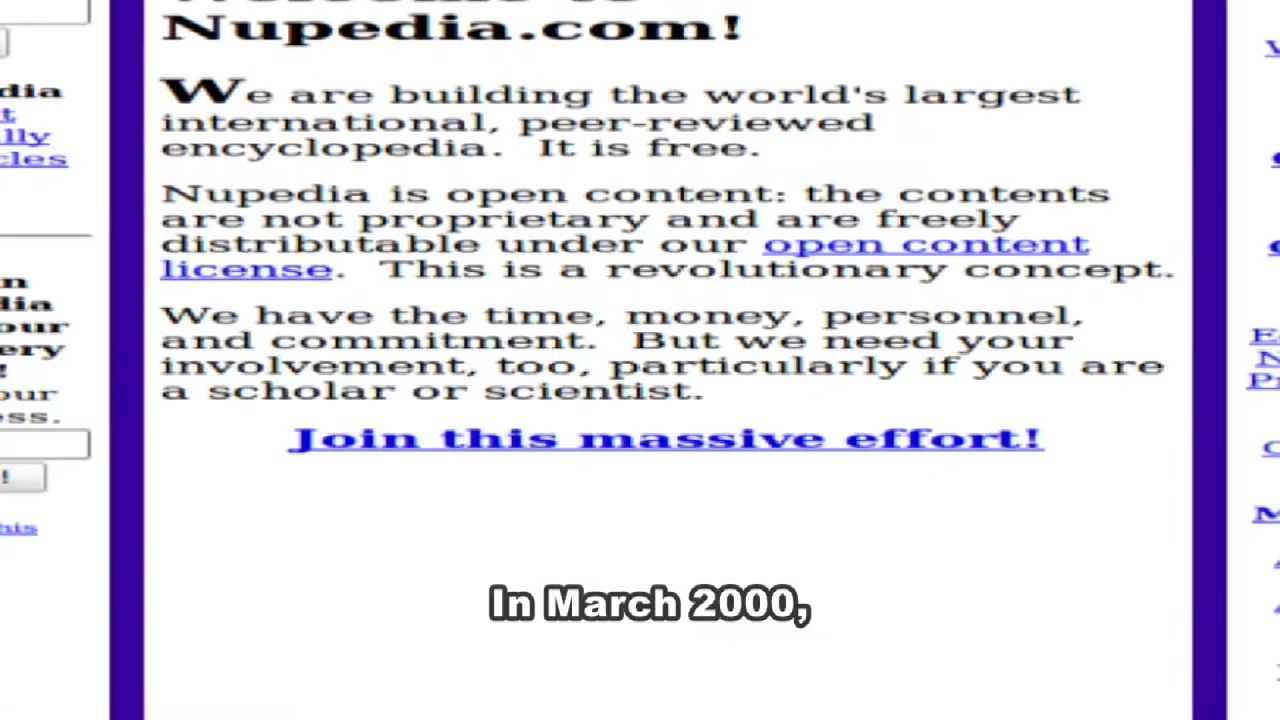 Nupedia.com!
We are building the world's largest
international, peer-reviewed
encyclopedia. It is free.
Nupedia is open content: the contents
are not proprietary and are freely
distributable under our open content
license. This is a revolutionary concept.
We have the time, money, personnel,
and commitment. But we need your
involvement, too, particularly if you are
a scholar or scientist.
Join this massive effort!
In March 2000,